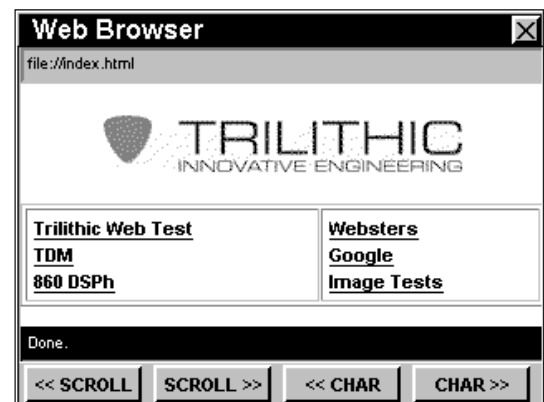 Web Browser
file://index.html
TRILITHIC
INNOVATIVE ENGINEERING
Trilithic Web Test
TDM
860 DSPh
Websters
Google
Image Tests
Done.
<< SCROLL SCROLL >> << CHAR CHAR >>